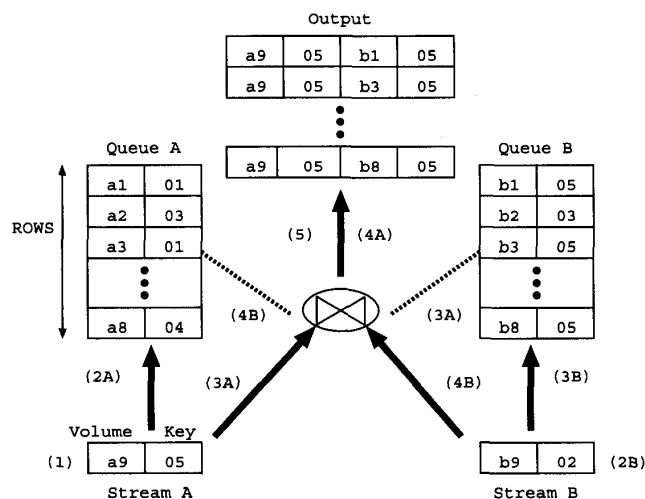 Output
a9 05 b1 05
a9 05 b3 05
a9 05 b8 05
Queue A
a1 01
a2 03
a3 01
a8 04
ROWS
Queue B
b1 05
b2 03
b3 05
b8 05
(5) (4A)
(4B) (3A)
(2A) (3A) (4B) (3B)
Volume Key
(1) a9 05
Stream A
b9 02 (2B)
Stream B